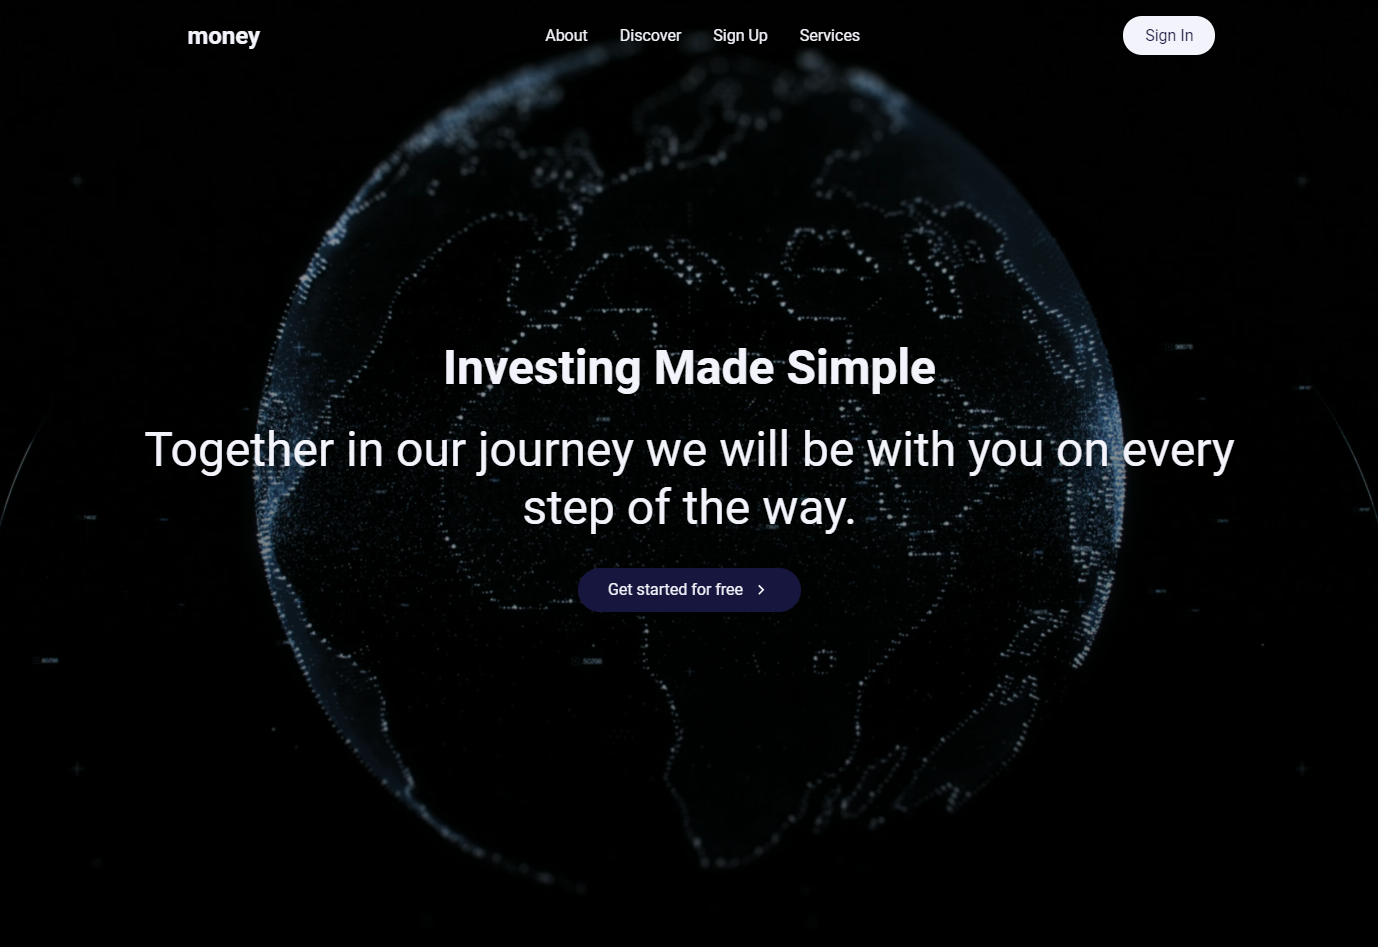 money
About Discover Sign Up Services
Sign In
Investing Made Simple
Together in our journey we will be with you on every
step of the way.
Get started for free